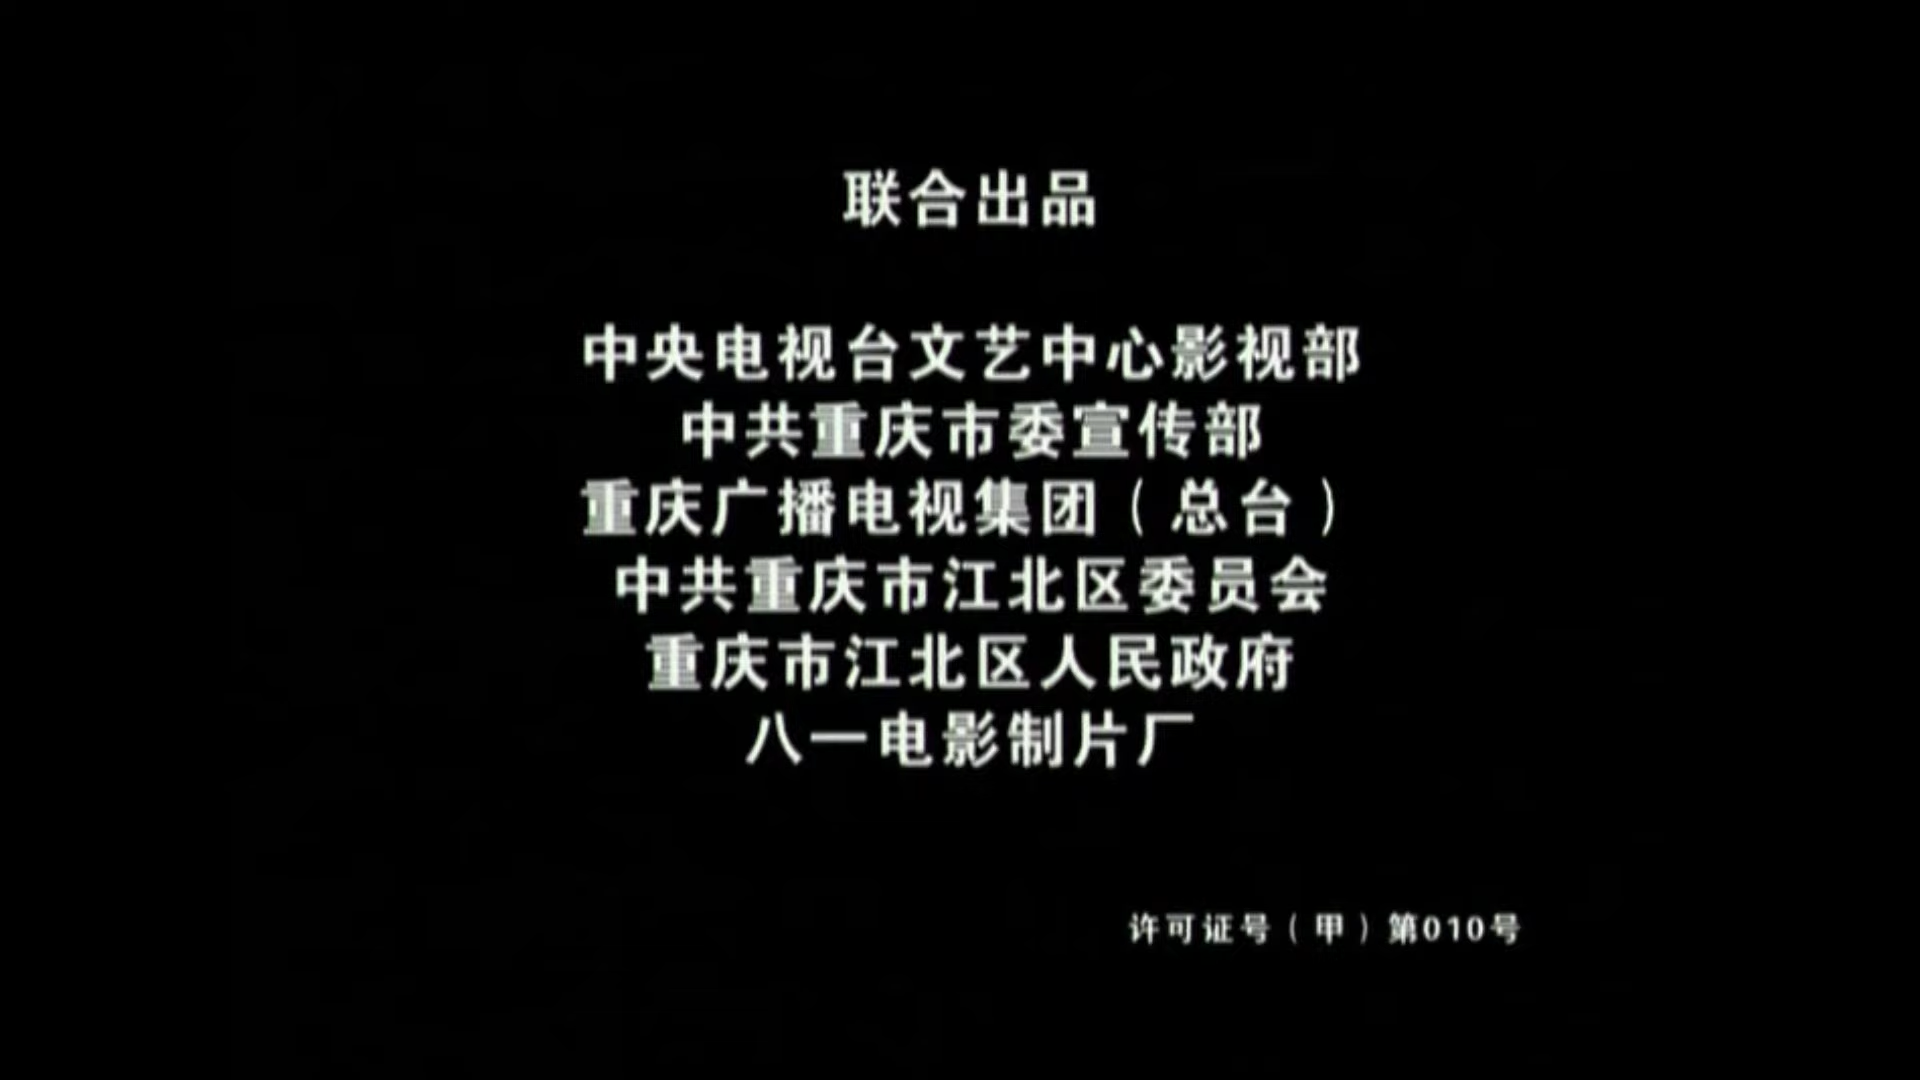 联合出品
中央电视台文艺中心影视部
中共重庆市委宣传部
重庆广播电视集团（总台）
中共重庆市江北区委员会
重庆市江北区人民政府
八一电影制片厂
许可证号（甲）第010号